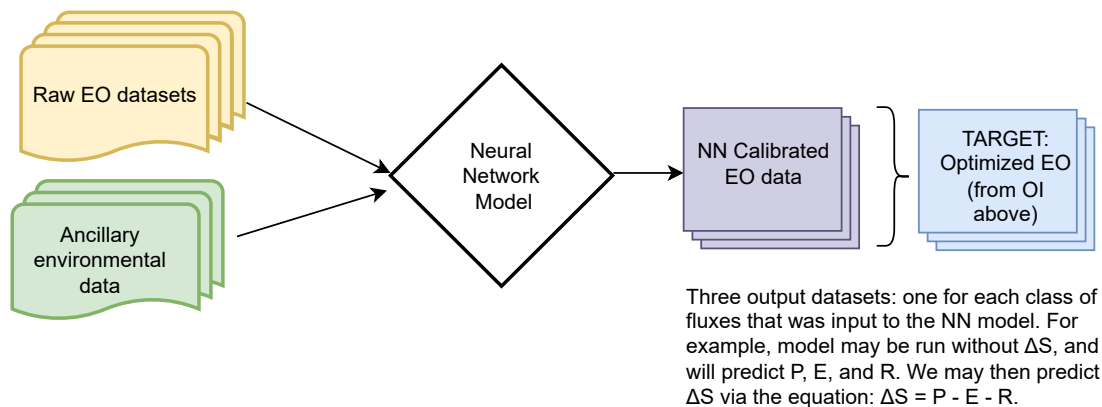 Raw EO datasets
Ancillary
environmental
data
Neural
Network
Model
NN Calibrated
EO data
TARGET:
Optimized EO
(from OI
above)
Three output datasets: one for each class of
fluxes that was input to the NN model. For
example, model may be run without ΔS, and
will predict P, E, and R. We may then predict
ΔS via the equation: ΔS = P - E - R.